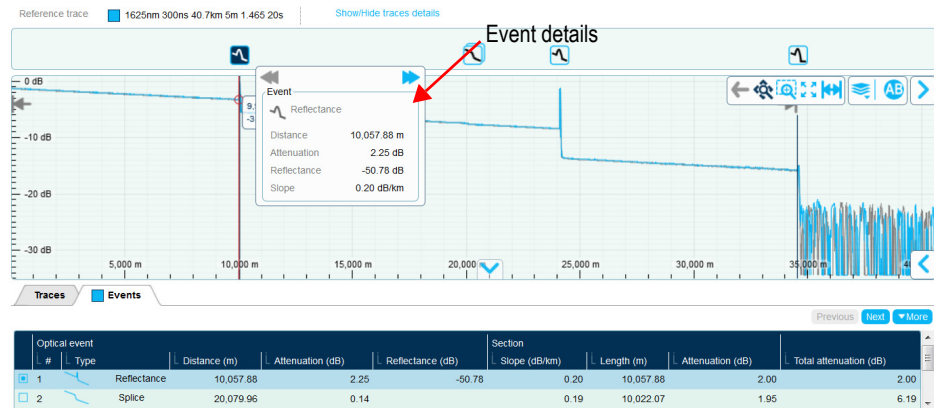 Reference trace 1625nm 300ns 40.7km 5m 1.465 20s Show/Hide traces details
Event details
0 dB
-10 dB
-20 dB
-30 dB
Event
Reflectance
Distance 10,057.88 m
Attenuation 2.25 dB
Reflectance -50.78 dB
Slope 0.20 dB/km
AB
5,000 m 10,000 m 15,000 m 20,000 m 25,000 m 30,000 m 35,000 m
Traces Events
Previous Next More
Optical event Section
# Type Distance (m) Attenuation (dB) Reflectance (dB) Slope (dB/km) Length (m) Attenuation (dB) Total attenuation (dB)
1 Reflectance 10,057.88 2.25 -50.78 0.20 10,057.88 2.00 2.00
2 Splice 20,079.96 0.14 0.19 10,022.07 1.95 6.19